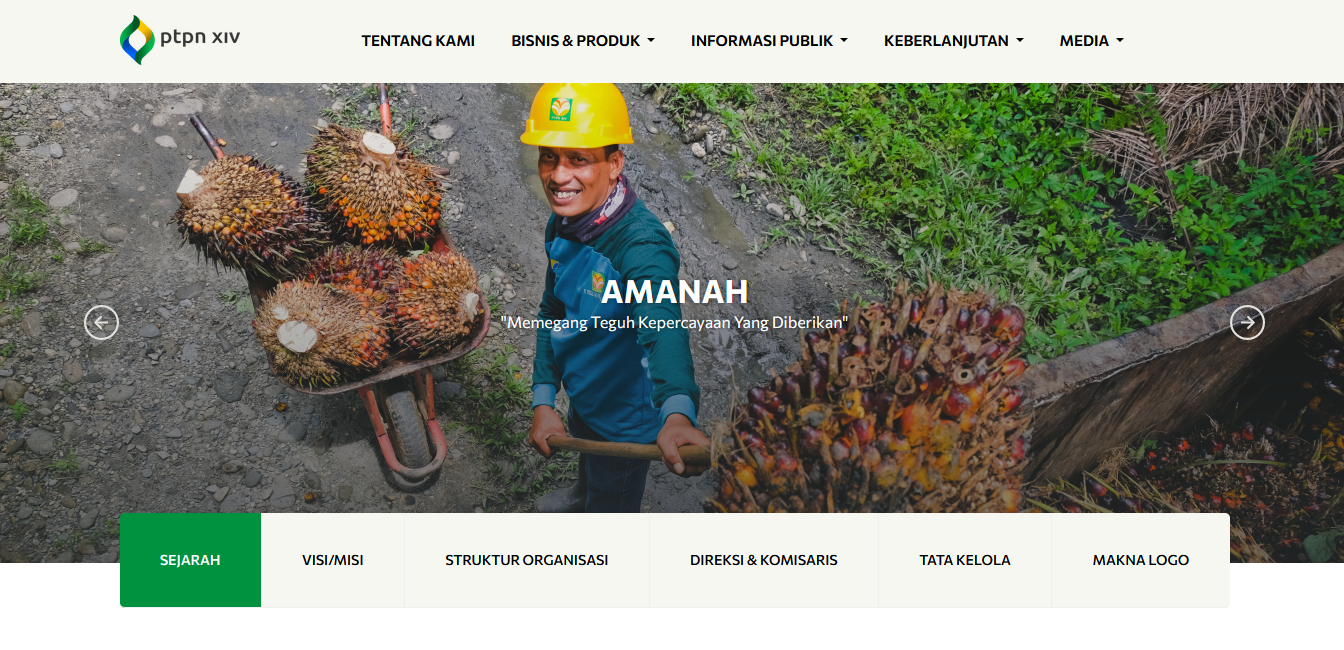 ptpn xiv
TENTANG KAMI
BISNIS & PRODUK
INFORMASI PUBLIK
KEBERLANJUTAN
MEDIA
AMANAH
"Memegang Teguh Kepercayaan Yang Diberikan"
SEJARAH
VISI/MISI
STRUKTUR ORGANISASI
DIREKSI & KOMISARIS
TATA KELOLA
MAKNA LOGO